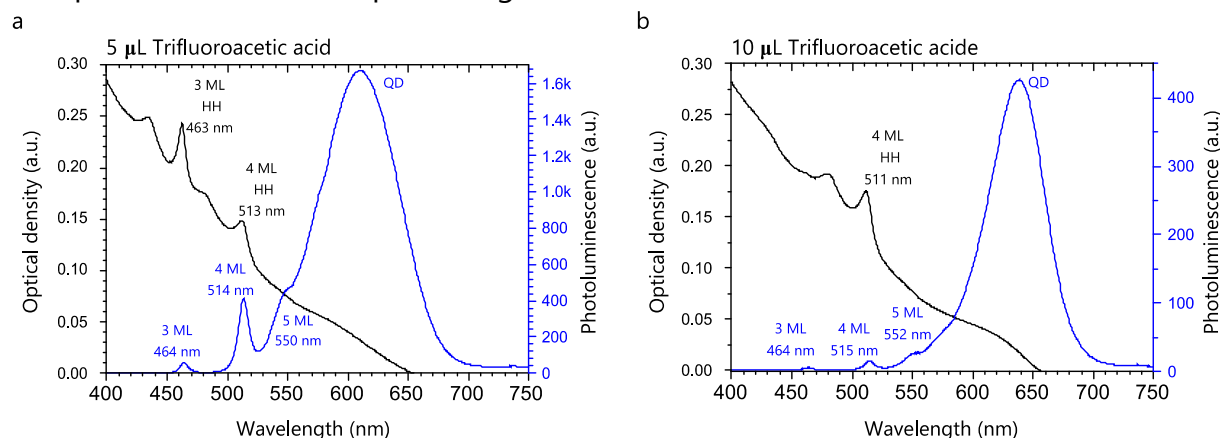 a
5 μL Trifluoroacetic acid
0.30
0.25
0.20
0.15
0.10
0.05
0.00
Optical density (a.u.)
3 ML
HH
463 nm
4 ML
HH
513 nm
4 ML
514 nm
3 ML
464 nm
5 ML
550 nm
QD
1.6k
1.4k
1.2k
1.0k
800
600
400
200
0
Photoluminescence (a.u.)
400 450 500 550 600 650 700 750
Wavelength (nm)
b
10 μL Trifluoroacetic acide
0.30
0.25
0.20
0.15
0.10
0.05
0.00
Optical density (a.u.)
4 ML
HH
511 nm
3 ML
464 nm
4 ML
515 nm
5 ML
552 nm
QD
400
300
200
100
0
Photoluminescence (a.u.)
400 450 500 550 600 650 700 750
Wavelength (nm)